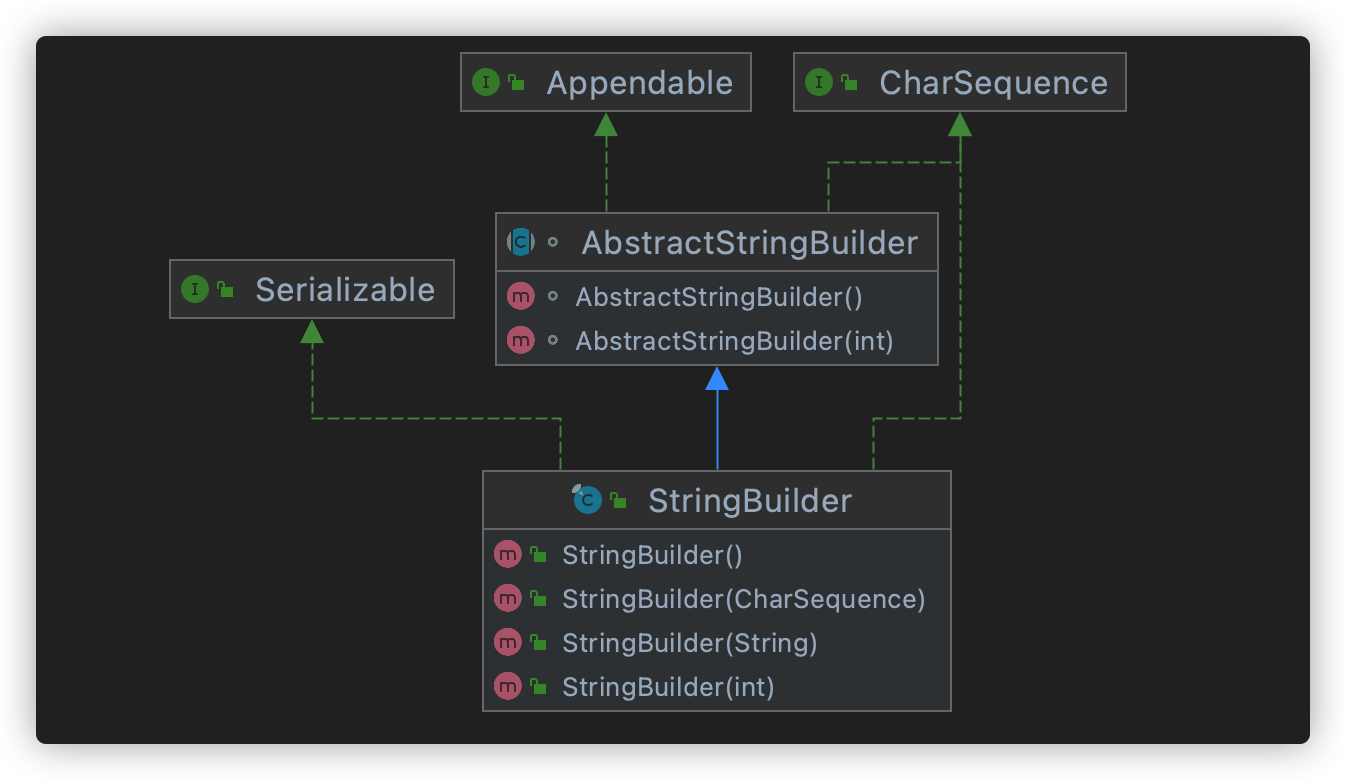 Appendable
CharSequence
AbstractStringBuilder
AbstractStringBuilder()
AbstractStringBuilder(int)
Serializable
StringBuilder
StringBuilder()
StringBuilder(CharSequence)
StringBuilder(String)
StringBuilder(int)